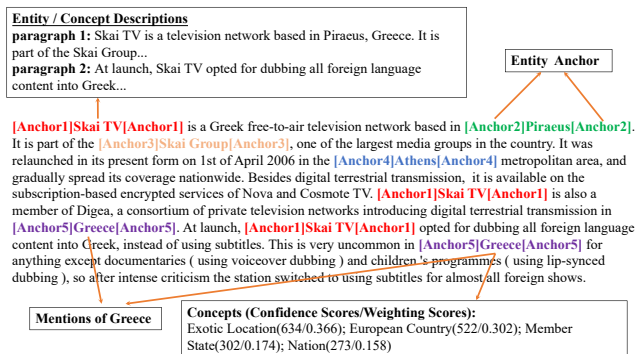 Entity / Concept Descriptions
paragraph 1: Skai TV is a television network based in Piraeus, Greece. It is
part of the Skai Group...
paragraph 2: At launch, Skai TV opted for dubbing all foreign language
content into Greek...
Entity Anchor
[Anchor1]Skai TV[Anchor1] is a Greek free-to-air television network based in [Anchor2]Piraeus[Anchor2].
It is part of the [Anchor3]Skai Group[Anchor3], one of the largest media groups in the country. It was
relaunched in its present form on 1st of April 2006 in the [Anchor4]Athens[Anchor4] metropolitan area, and
gradually spread its coverage nationwide. Besides digital terrestrial transmission, it is available on the
subscription-based encrypted services of Nova and Cosmote TV. [Anchor1]Skai TV[Anchor1] is also a
member of Digea, a consortium of private television networks introducing digital terrestrial transmission in
[Anchor5]Greece[Anchor5]. At launch, [Anchor1]Skai TV[Anchor1] opted for dubbing all foreign language
content into Greek, instead of using subtitles. This is very uncommon in [Anchor5]Greece[Anchor5] for
anything except documentaries ( using voiceover dubbing ) and children 's programmes ( using lip-synced
dubbing ), so after intense criticism the station switched to using subtitles for almost all foreign shows.
Mentions of Greece
Concepts (Confidence Scores/Weighting Scores):
Exotic Location(634/0.366); European Country(522/0.302); Member
State(302/0.174); Nation(273/0.158)